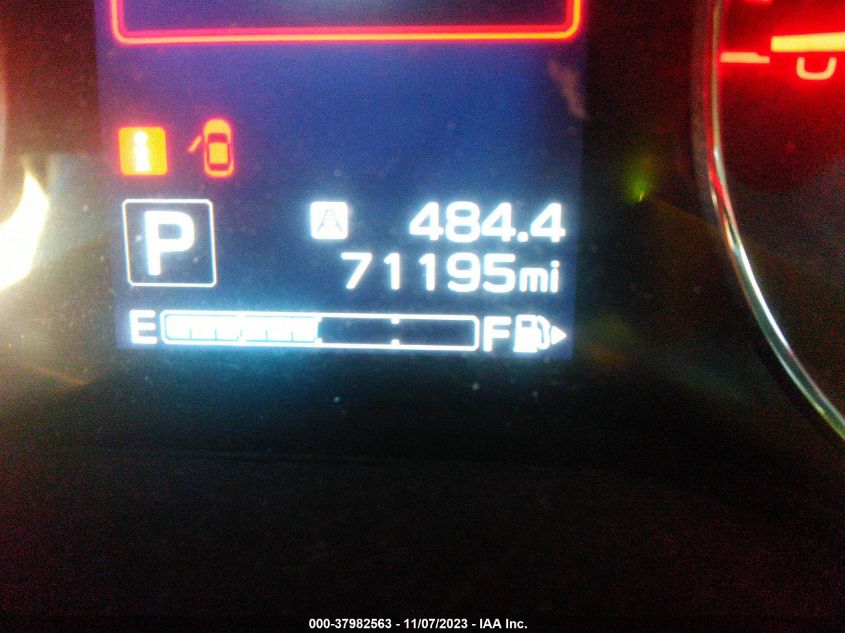 i
P A 484.4
71195mi
E F
000-37982563 - 11/07/2023 - IAA Inc.